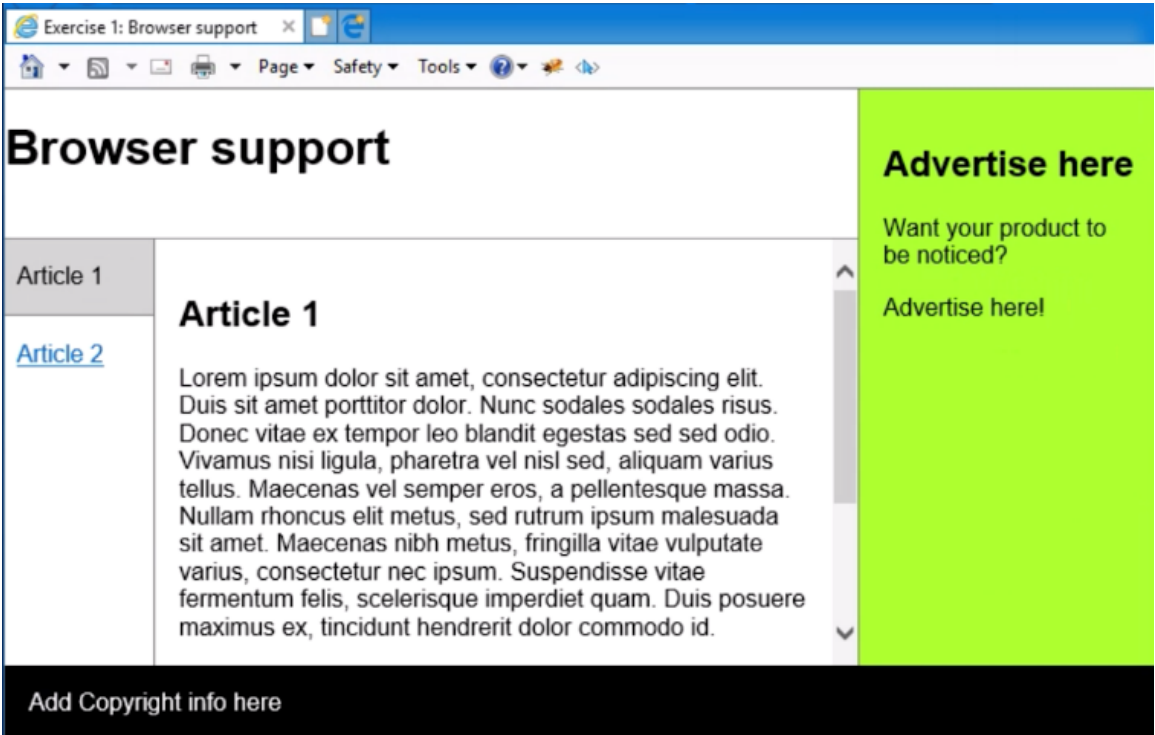 Exercise 1: Browser support
Page Safety Tools
Browser support
Article 1
Article 2
Article 1
Lorem ipsum dolor sit amet, consectetur adipiscing elit.
Duis sit amet porttitor dolor. Nunc sodales sodales risus.
Donec vitae ex tempor leo blandit egestas sed sed odio.
Vivamus nisi ligula, pharetra vel nisl sed, aliquam varius
tellus. Maecenas vel semper eros, a pellentesque massa.
Nullam rhoncus elit metus, sed rutrum ipsum malesuada
sit amet. Maecenas nibh metus, fringilla vitae vulputate
varius, consectetur nec ipsum. Suspendisse vitae
fermentum felis, scelerisque imperdiet quam. Duis posuere
maximus ex, tincidunt hendrerit dolor commodo id.
Advertise here
Want your product to
be noticed?
Advertise here!
Add Copyright info here